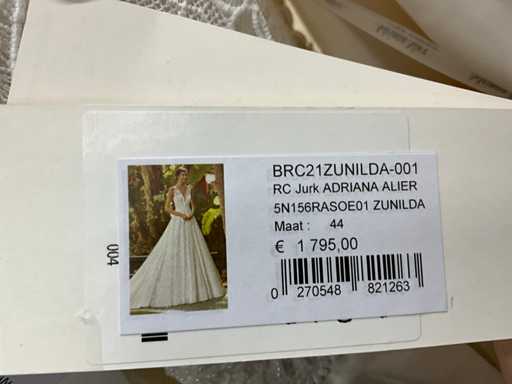 BRC21ZUNILDA-001
RC Jurk ADRIANA ALIER
5N156RASOE01 ZUNILDA
Maat : 44
€ 1 795,00
0 270548 821263
004